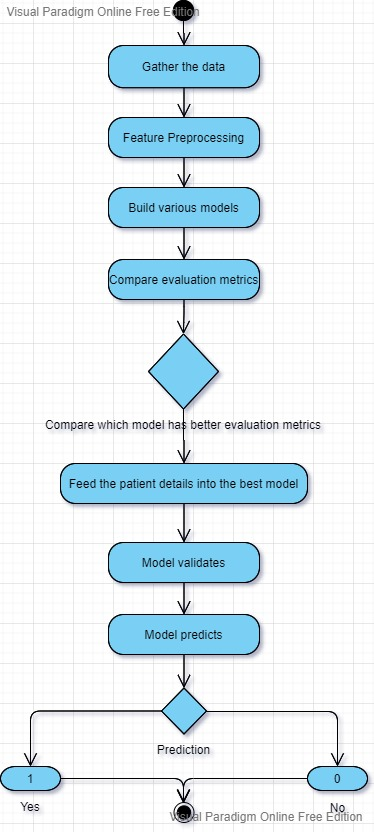 Visual Paradigm Online Free Edition
Gather the data
Feature Preprocessing
Build various models
Compare evaluation metrics
Compare which model has better evaluation metrics
Feed the patient details into the best model
Model validates
Model predicts
Prediction
1
0
Yes
No
Visual Paradigm Online Free Edition